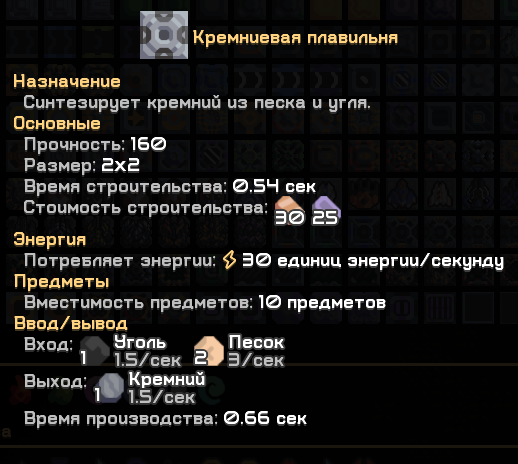 Кремниевая плавильня
Назначение
Синтезирует кремний из песка и угля.
Основные
Прочность: 160
Размер: 2x2
Время строительства: 0.54 сек
Стоимость строительства: 30 25
Энергия
Потребляет энергии: 30 единиц энергии/секунду
Предметы
Вместимость предметов: 10 предметов
Ввод/вывод
Вход: 1 Уголь 2 Песок
1.5/сек 3/сек
Выход: 1 Кремний
1.5/сек
Время производства: 0.66 сек